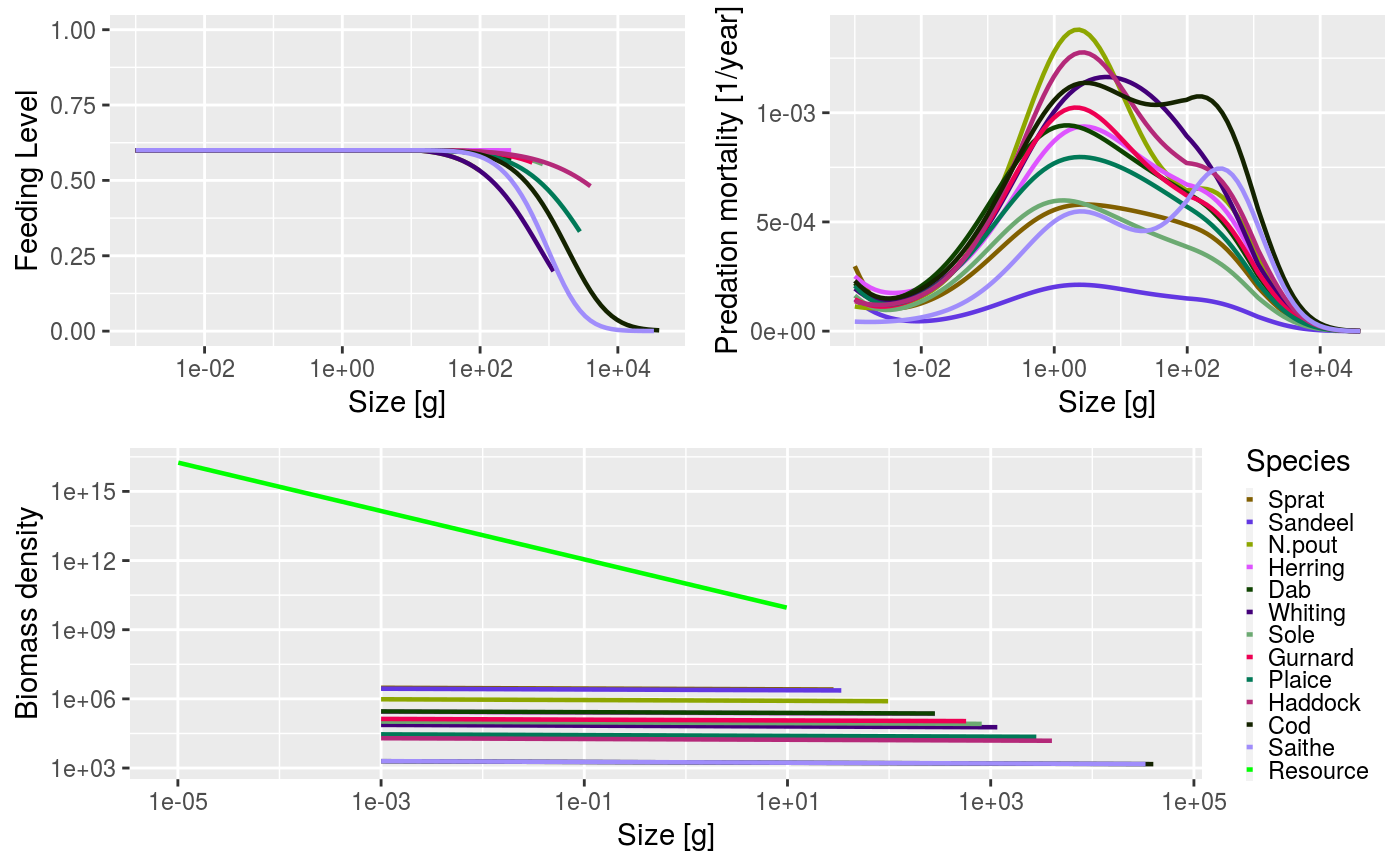 Feeding Level
1.00
0.75
0.50
0.25
0.00
1e-02 1e+00 1e+02 1e+04
Size [g]
Predation mortality [1/year]
1e-03
5e-04
0e+00
1e-02 1e+00 1e+02 1e+04
Size [g]
Biomass density
1e+15
1e+12
1e+09
1e+06
1e+03
1e-05 1e-03 1e-01 1e+01 1e+03 1e+05
Size [g]
Species
Sprat
Sandeel
N.pout
Herring
Dab
Whiting
Sole
Gurnard
Plaice
Haddock
Cod
Saithe
Resource